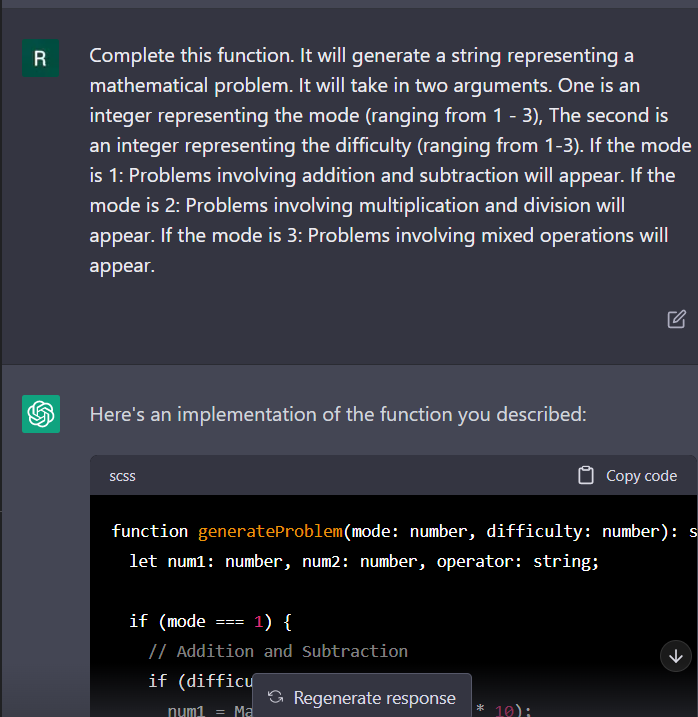 R
Complete this function. It will generate a string representing a
mathematical problem. It will take in two arguments. One is an
integer representing the mode (ranging from 1 - 3), The second is
an integer representing the difficulty (ranging from 1-3). If the mode
is 1: Problems involving addition and subtraction will appear. If the
mode is 2: Problems involving multiplication and division will
appear. If the mode is 3: Problems involving mixed operations will
appear.
Here's an implementation of the function you described:
scss Copy code
function generateProblem(mode: number, difficulty: number): s
let num1: number, num2: number, operator: string;
if (mode === 1) {
// Addition and Subtraction
if (difficu
Regenerate response
num1 = Ma * 10);